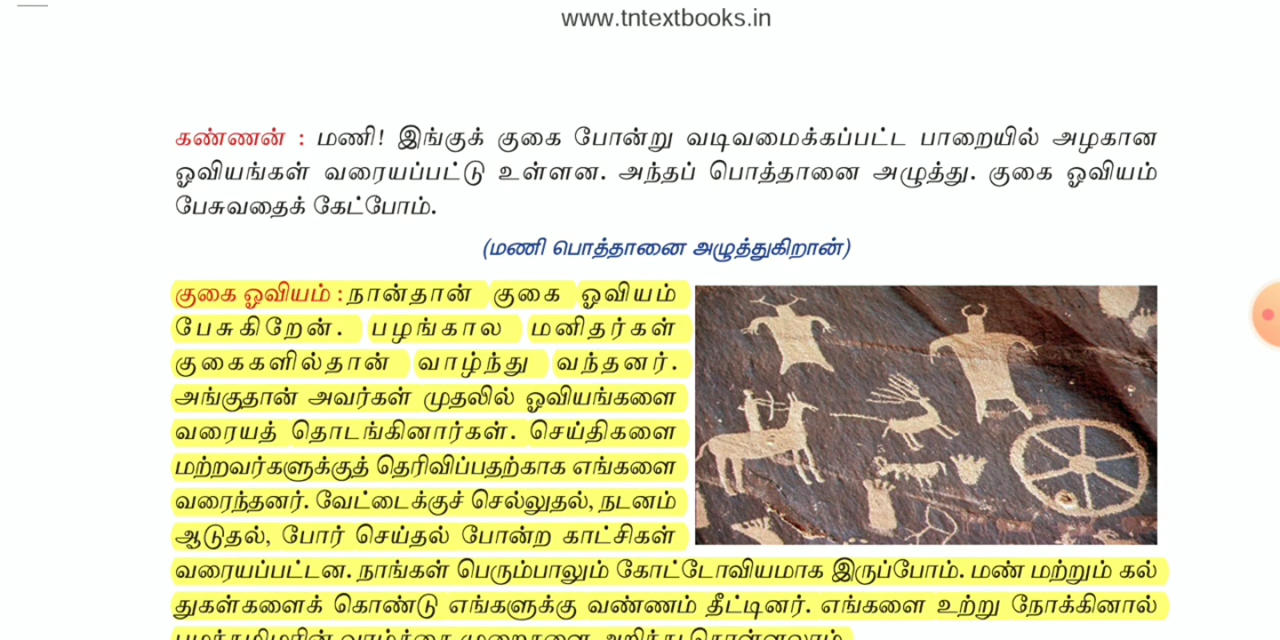 www.tntextbooks.in
கண்ணன் : மணி! இங்குக் குகை போன்று வடிவமைக்கப்பட்ட பாறையில் அழகான
ஓவியங்கள் வரையப்பட்டு உள்ளன. அந்தப் பொத்தானை அழுத்து. குகை ஓவியம்
பேசுவதைக் கேட்போம்.
(மணி பொத்தானை அழுத்துகிறான்)
குகை ஓவியம் : நான்தான் குகை ஓவியம்
பேசுகிறேன். பழங்கால மனிதர்கள்
குகைகளில்தான் வாழ்ந்து வந்தனர்.
அங்குதான் அவர்கள் முதலில் ஓவியங்களை
வரையத் தொடங்கினார்கள். செய்திகளை
மற்றவர்களுக்குத் தெரிவிப்பதற்காக எங்களை
வரைந்தனர். வேட்டைக்குச் செல்லுதல், நடனம்
ஆடுதல், போர் செய்தல் போன்ற காட்சிகள்
வரையப்பட்டன. நாங்கள் பெரும்பாலும் கோட்டோவியமாக இருப்போம். மண் மற்றும் கல்
துகள்களைக் கொண்டு எங்களுக்கு வண்ணம் தீட்டினர். எங்களை உற்று நோக்கினால்